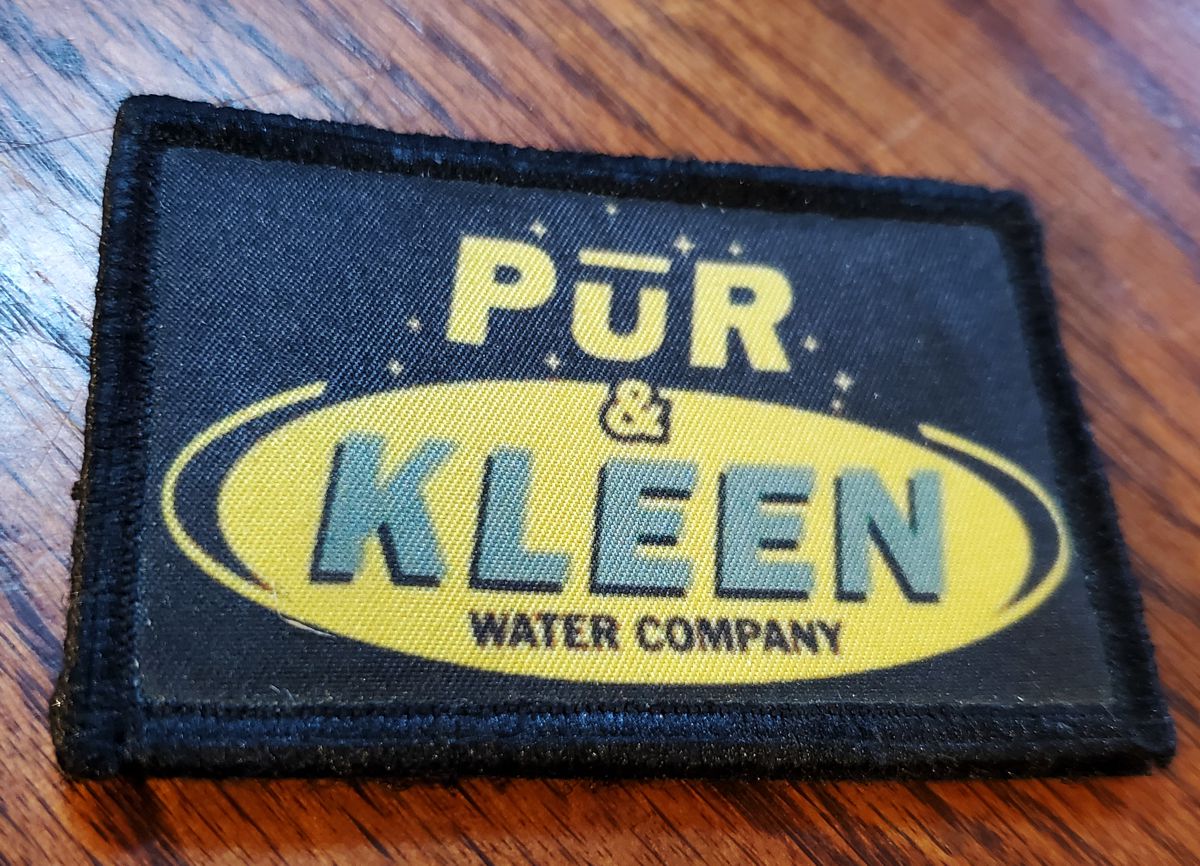 PūR
&
KLEEN
WATER COMPANY